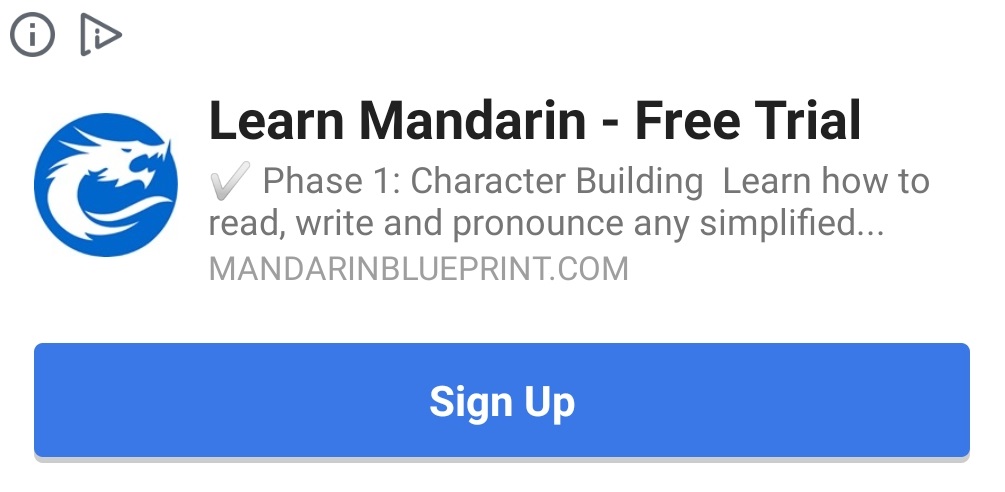 Learn Mandarin - Free Trial
✔ Phase 1: Character Building  Learn how to
read, write and pronounce any simplified...
MANDARINBLUEPRINT.COM
Sign Up